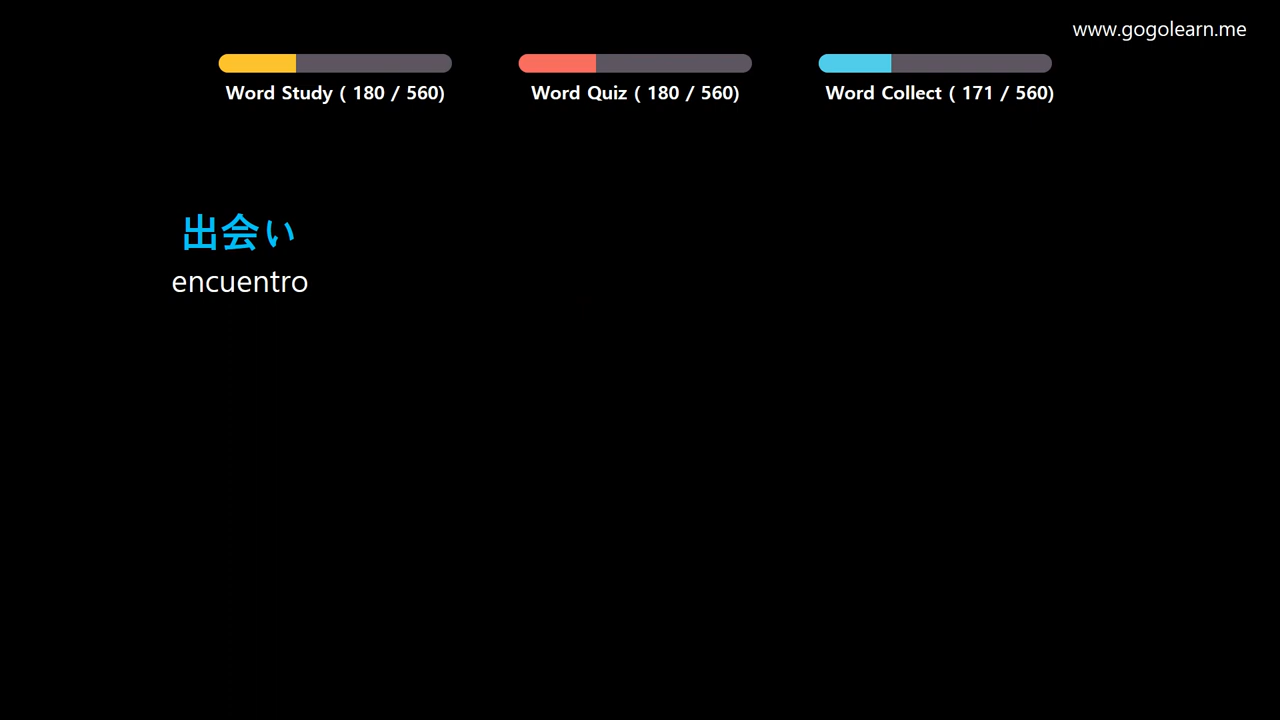 www.gogolearn.me
Word Study ( 180 / 560)
Word Quiz ( 180 / 560)
Word Collect ( 171 / 560)
出会い
encuentro